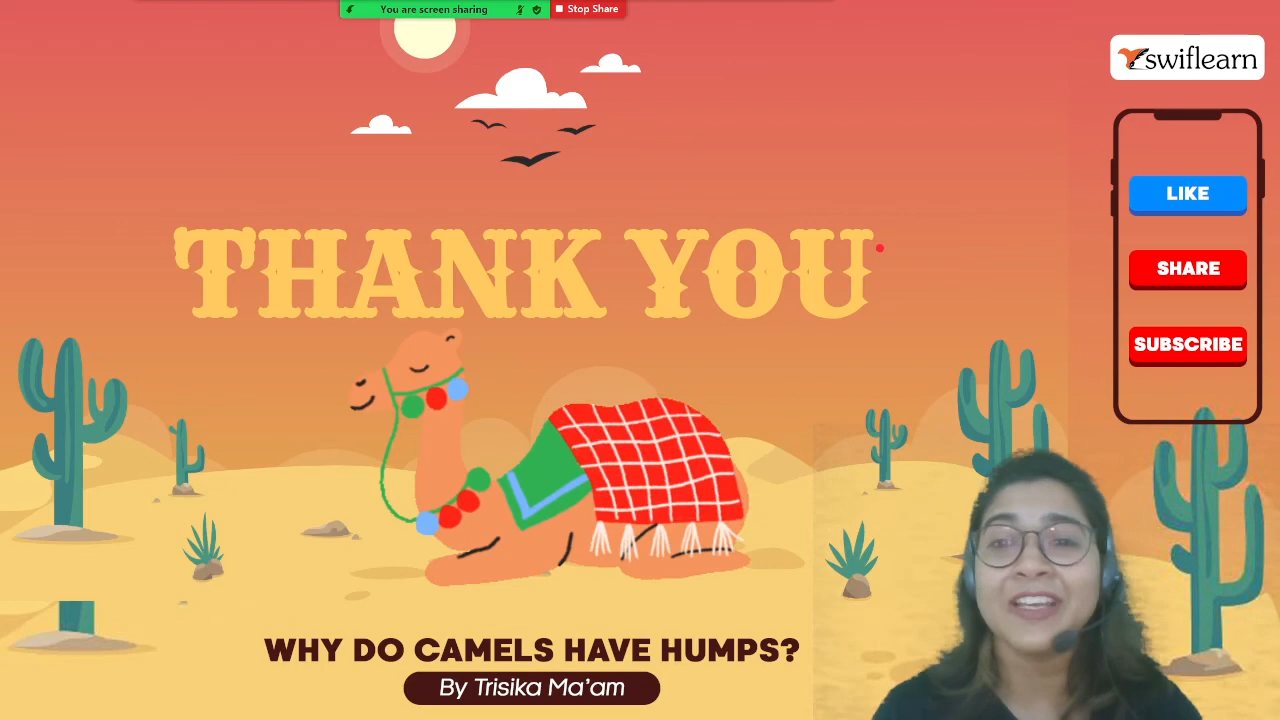 You are screen sharing
Stop Share
swiflearn
LIKE
SHARE
SUBSCRIBE
THANK YOU
WHY DO CAMELS HAVE HUMPS?
By Trisika Ma'am